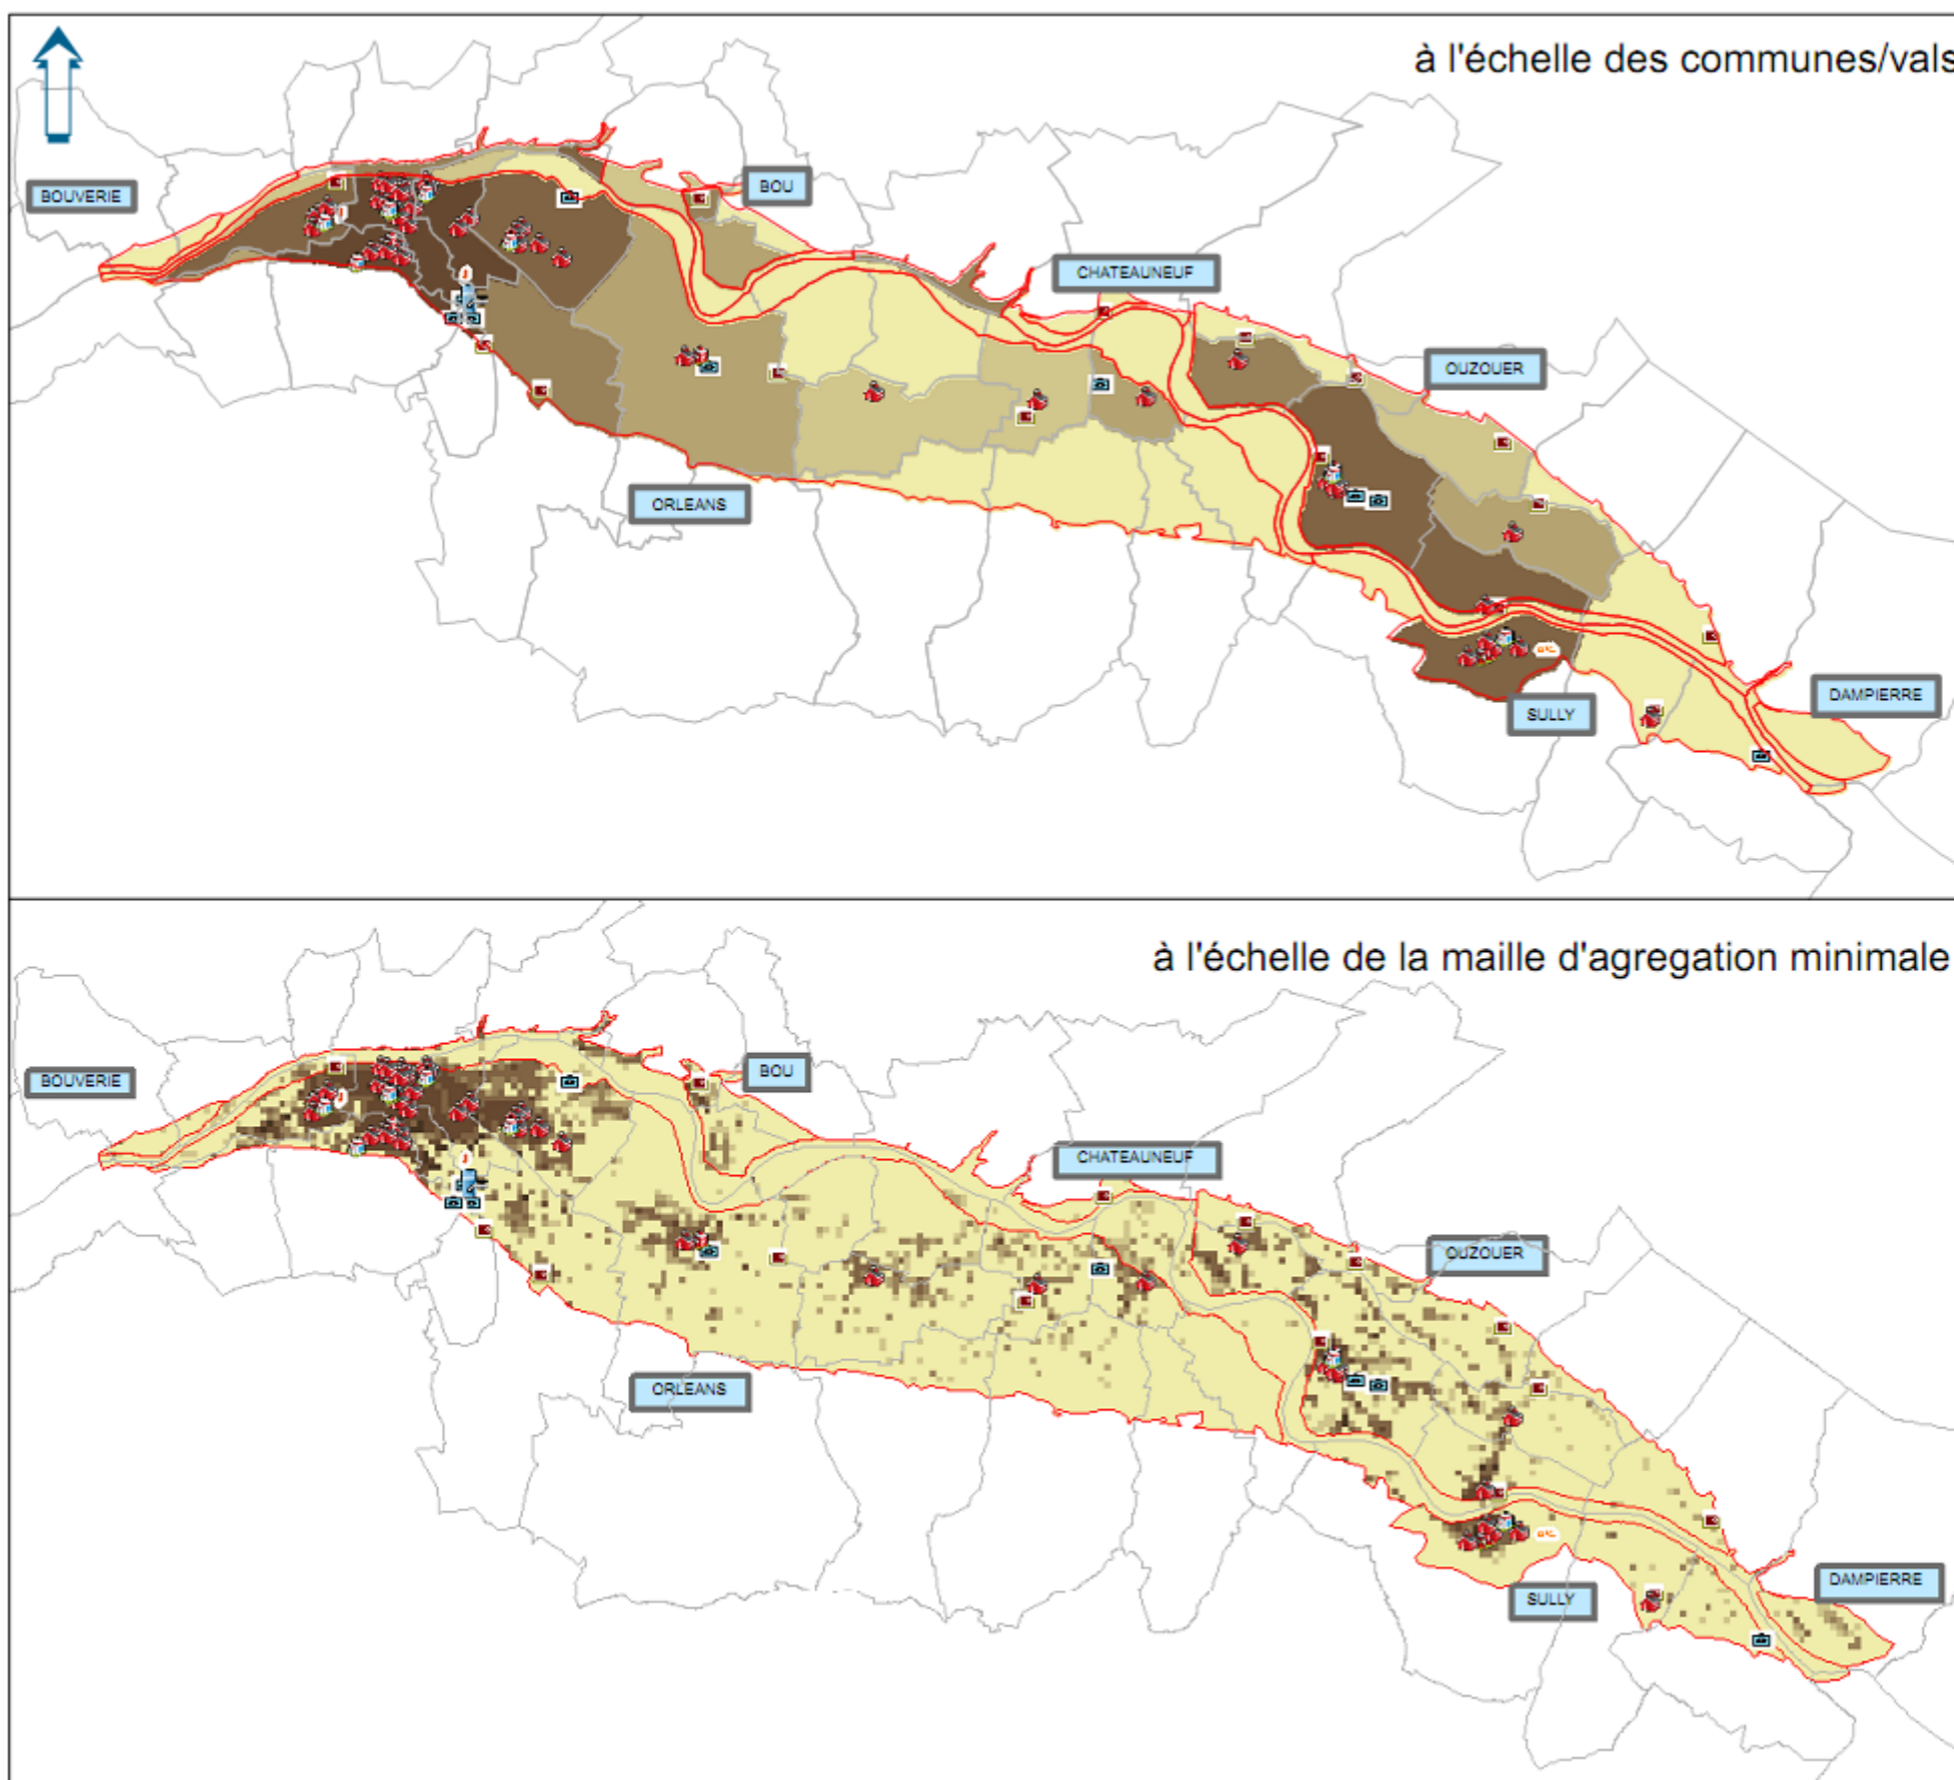 à l'échelle des communes/vals
BOUVERIE
BOU
CHATEAUNEUF
OUZOUER
ORLEANS
SULLY
DAMPIERRE
à l'échelle de la maille d'agregation minimale
BOUVERIE
BOU
CHATEAUNEUF
OUZOUER
ORLEANS
SULLY
DAMPIERRE